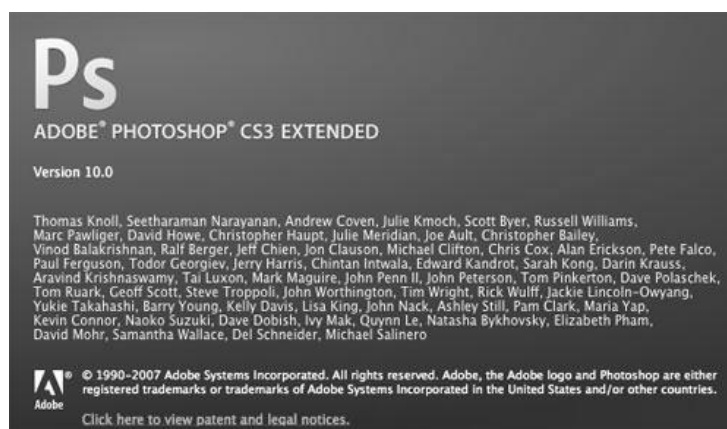 Ps
ADOBE® PHOTOSHOP® CS3 EXTENDED
Version 10.0
Thomas Knoll, Seetharaman Narayanan, Andrew Coven, Julie Kmoch, Scott Byer, Russell Williams,
Marc Pawliger, David Howe, Christopher Haupt, Julie Meridian, Joe Ault, Christopher Bailey,
Vinod Balakrishnan, Ralf Berger, Jeff Chien, Jon Clauson, Michael Clifton, Chris Cox, Alan Erickson, Pete Falco,
Paul Ferguson, Todor Georgiev, Jerry Harris, Chintan Intwala, Edward Kandrot, Sarah Kong, Darin Krauss,
Aravind Krishnaswamy, Tai Luxon, Mark Maguire, John Penn II, John Peterson, Tom Pinkerton, Dave Polaschek,
Tom Ruark, Geoff Scott, Steve Troppoli, John Worthington, Tim Wright, Rick Wulff, Jackie Lincoln-Owyang,
Yukie Takahashi, Barry Young, Kelly Davis, Lisa King, John Nack, Ashley Still, Pam Clark, Maria Yap,
Kevin Connor, Naoko Suzuki, Dave Dobish, Ivy Mak, Quynn Le, Natasha Bykhovsky, Elizabeth Pham,
David Mohr, Samantha Wallace, Del Schneider, Michael Salinero
® © 1990-2007 Adobe Systems Incorporated. All rights reserved. Adobe, the Adobe logo and Photoshop are either
registered trademarks or trademarks of Adobe Systems Incorporated in the United States and/or other countries.
Adobe
Click here to view patent and legal notices.